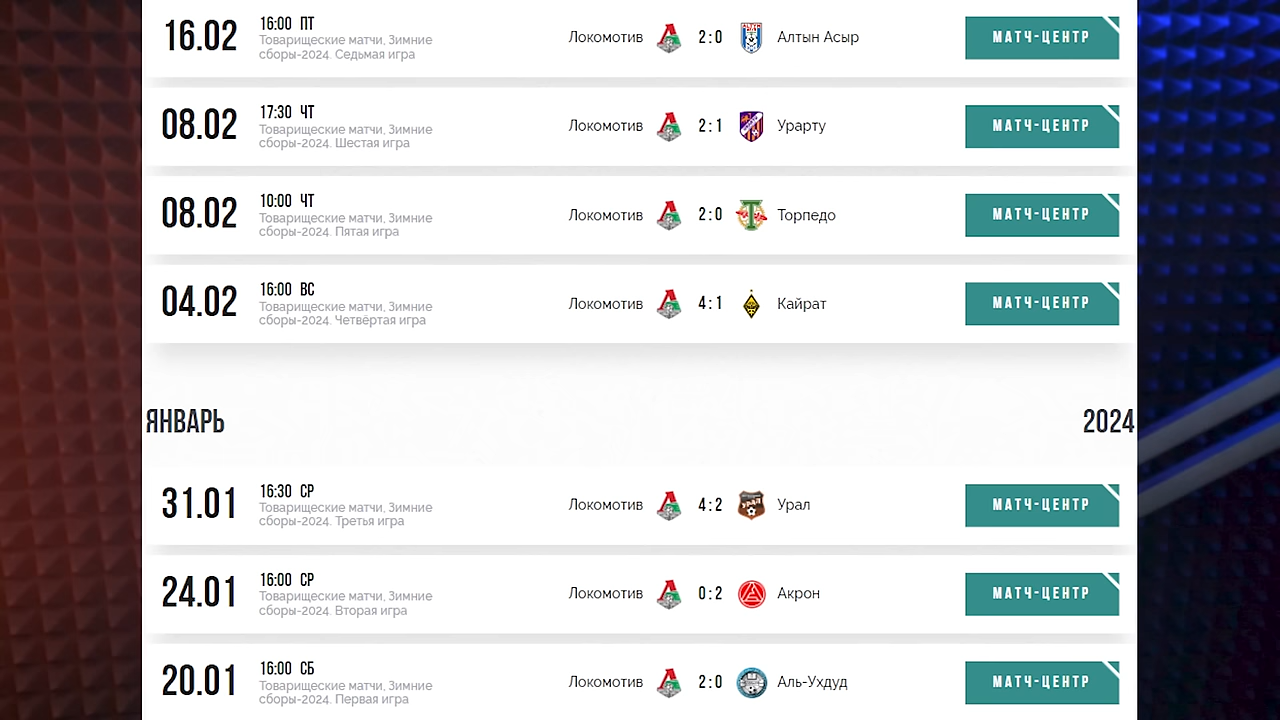 16.02
16:00 ПТ
Товарищеские матчи, Зимние
сборы-2024. Седьмая игра
Локомотив 2:0 Алтын Асыр
МАТЧ-ЦЕНТР
08.02
17:30 ЧТ
Товарищеские матчи, Зимние
сборы-2024. Шестая игра
Локомотив 2:1 Урарту
МАТЧ-ЦЕНТР
08.02
10:00 ЧТ
Товарищеские матчи, Зимние
сборы-2024. Пятая игра
Локомотив 2:0 Торпедо
МАТЧ-ЦЕНТР
04.02
16:00 ВС
Товарищеские матчи, Зимние
сборы-2024. Четвёртая игра
Локомотив 4:1 Кайрат
МАТЧ-ЦЕНТР
ЯНВАРЬ 2024
31.01
16:30 СР
Товарищеские матчи, Зимние
сборы-2024. Третья игра
Локомотив 4:2 Урал
МАТЧ-ЦЕНТР
24.01
16:00 СР
Товарищеские матчи, Зимние
сборы-2024. Вторая игра
Локомотив 0:2 Акрон
МАТЧ-ЦЕНТР
20.01
16:00 СБ
Товарищеские матчи, Зимние
сборы-2024. Первая игра
Локомотив 2:0 Аль-Ухдуд
МАТЧ-ЦЕНТР